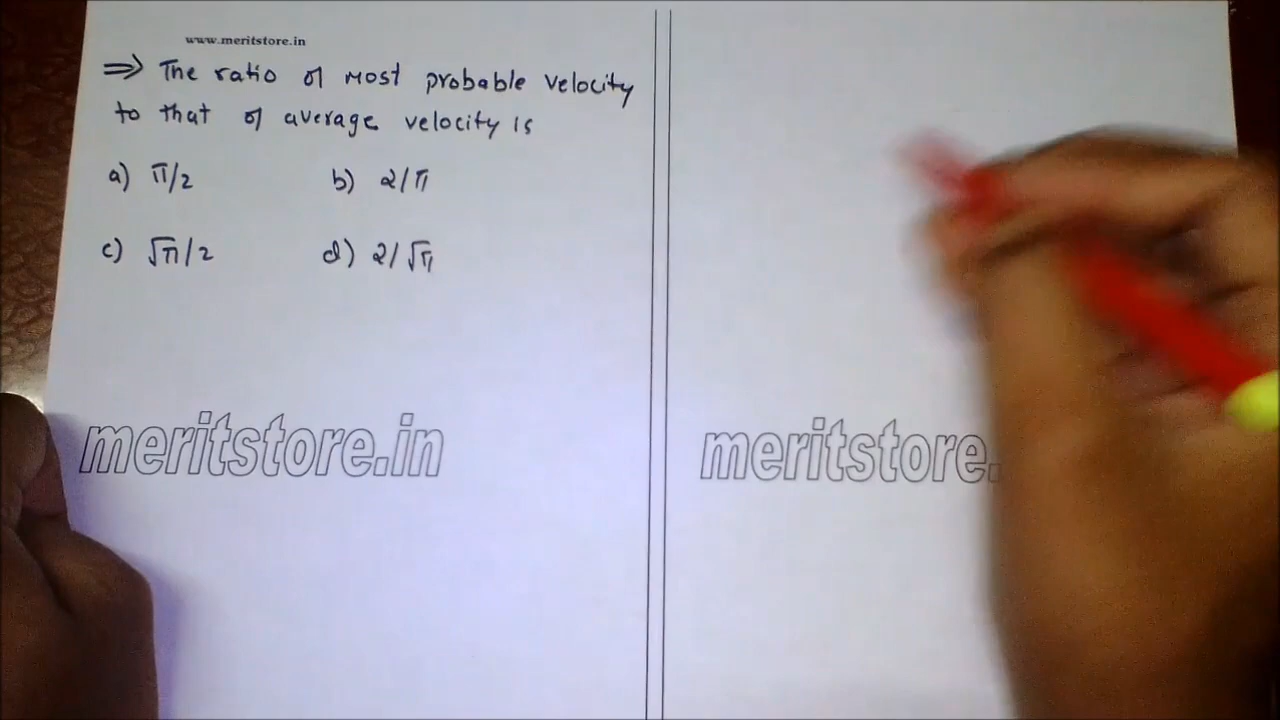 www.meritstore.in
⇒ The ratio of most probable velocity
to that of average velocity is
a) π/2 b) 2/π
c) √π/2 d) 2/√π
meritstore.in meritstore.